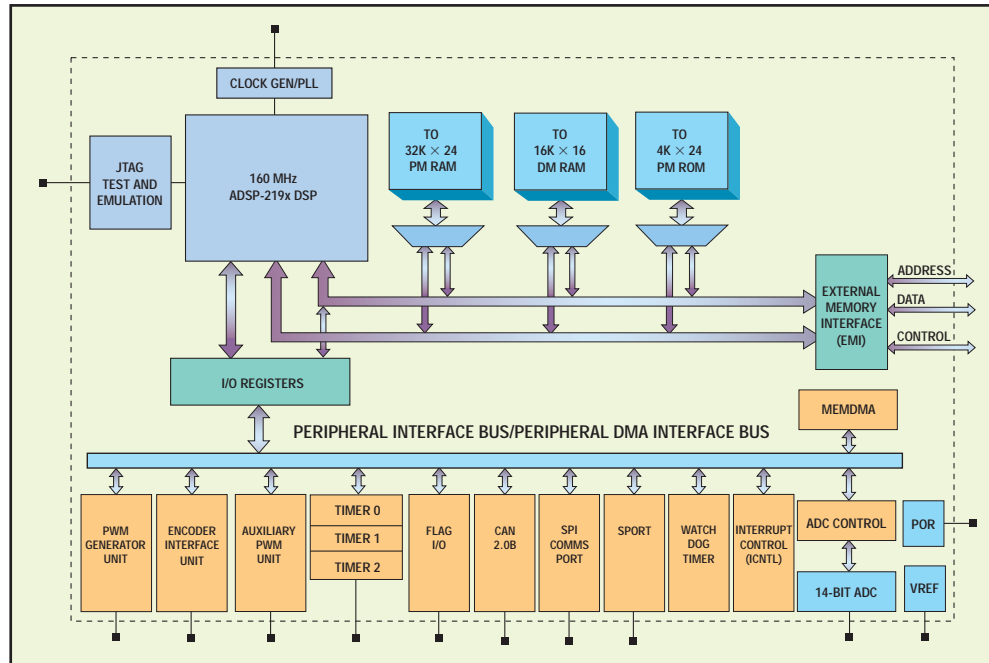 CLOCK GEN/PLL
JTAG
TEST AND
EMULATION
160 MHz
ADSP-219x DSP
TO
32K × 24
PM RAM
TO
16K × 16
DM RAM
TO
4K × 24
PM ROM
EXTERNAL
MEMORY
INTERFACE
(EMI)
ADDRESS
DATA
CONTROL
I/O REGISTERS
MEMDMA
PERIPHERAL INTERFACE BUS/PERIPHERAL DMA INTERFACE BUS
PWM
GENERATOR
UNIT
ENCODER
INTERFACE
UNIT
AUXILIARY
PWM
UNIT
TIMER 0
TIMER 1
TIMER 2
FLAG
I/O
CAN
2.0B
SPI
COMMS
PORT
SPORT
WATCH
DOG
TIMER
INTERRUPT
CONTROL
(ICNTL)
ADC CONTROL
14-BIT ADC
POR
VREF